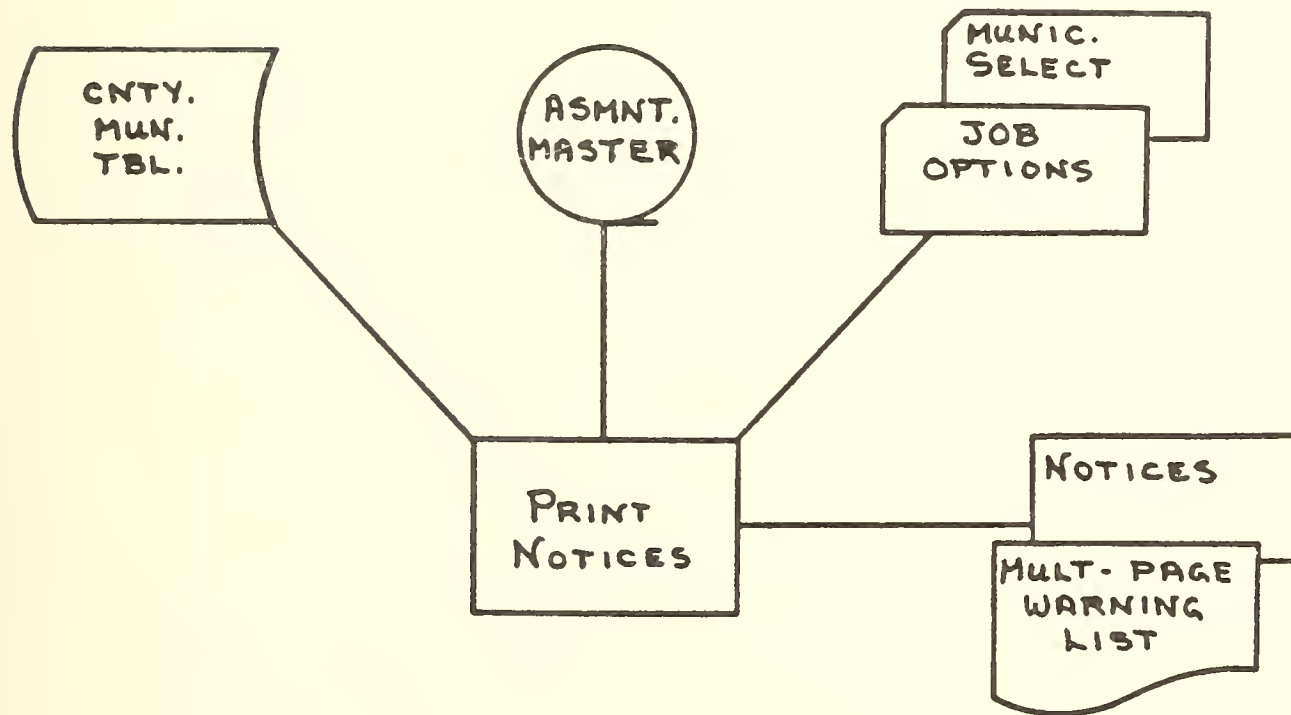 CNTY.
MUN.
TBL.
ASMNT.
MASTER
MUNIC.
SELECT
JOB
OPTIONS
PRINT
NOTICES
NOTICES
MULT-PAGE
WARNING
LIST